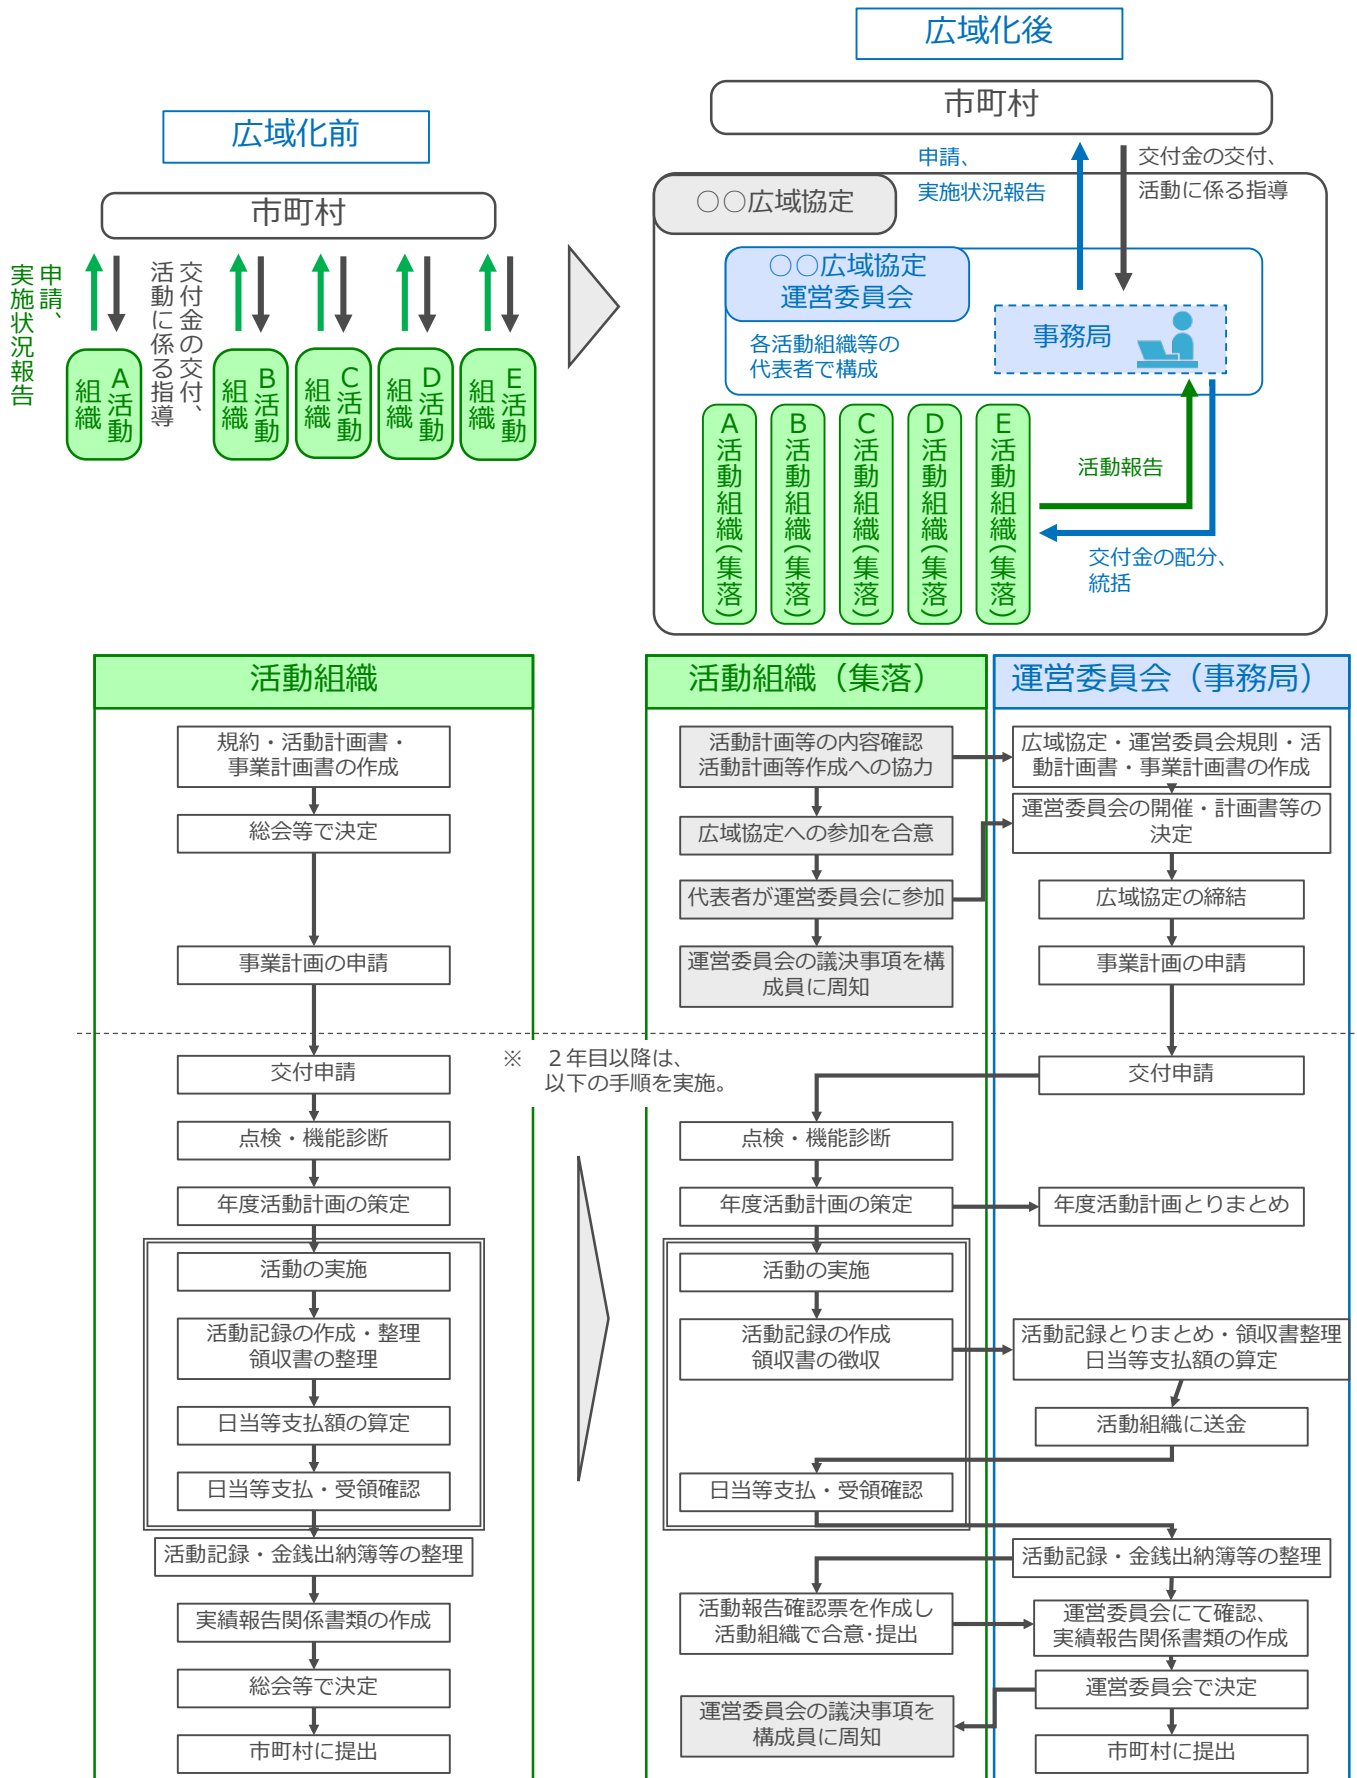 広域化前
市町村
申請、
実施状況報告
交付金の交付、
活動に係る指導
A活動
組織
B活動
組織
C活動
組織
D活動
組織
E活動
組織
広域化後
市町村
申請、
実施状況報告
交付金の交付、
活動に係る指導
○○広域協定
○○広域協定
運営委員会
各活動組織等の
代表者で構成
事務局
A活動組織(集落)
B活動組織(集落)
C活動組織(集落)
D活動組織(集落)
E活動組織(集落)
活動報告
交付金の配分、
統括
活動組織
規約・活動計画書・
事業計画書の作成
総会等で決定
事業計画の申請
交付申請
点検・機能診断
年度活動計画の策定
活動の実施
活動記録の作成・整理
領収書の整理
日当等支払額の算定
日当等支払・受領確認
活動記録・金銭出納簿等の整理
実績報告関係書類の作成
総会等で決定
市町村に提出
※　2年目以降は、
以下の手順を実施。
活動組織（集落）
活動計画等の内容確認
活動計画等作成への協力
広域協定への参加を合意
代表者が運営委員会に参加
運営委員会の議決事項を構
成員に周知
点検・機能診断
年度活動計画の策定
活動の実施
活動記録の作成
領収書の徴収
日当等支払・受領確認
活動報告確認票を作成し
活動組織で合意･提出
運営委員会の議決事項を
構成員に周知
運営委員会（事務局）
広域協定・運営委員会規則・活
動計画書・事業計画書の作成
運営委員会の開催・計画書等の
決定
広域協定の締結
事業計画の申請
交付申請
年度活動計画とりまとめ
活動記録とりまとめ・領収書整理
日当等支払額の算定
活動組織に送金
活動記録・金銭出納簿等の整理
運営委員会にて確認、
実績報告関係書類の作成
運営委員会で決定
市町村に提出